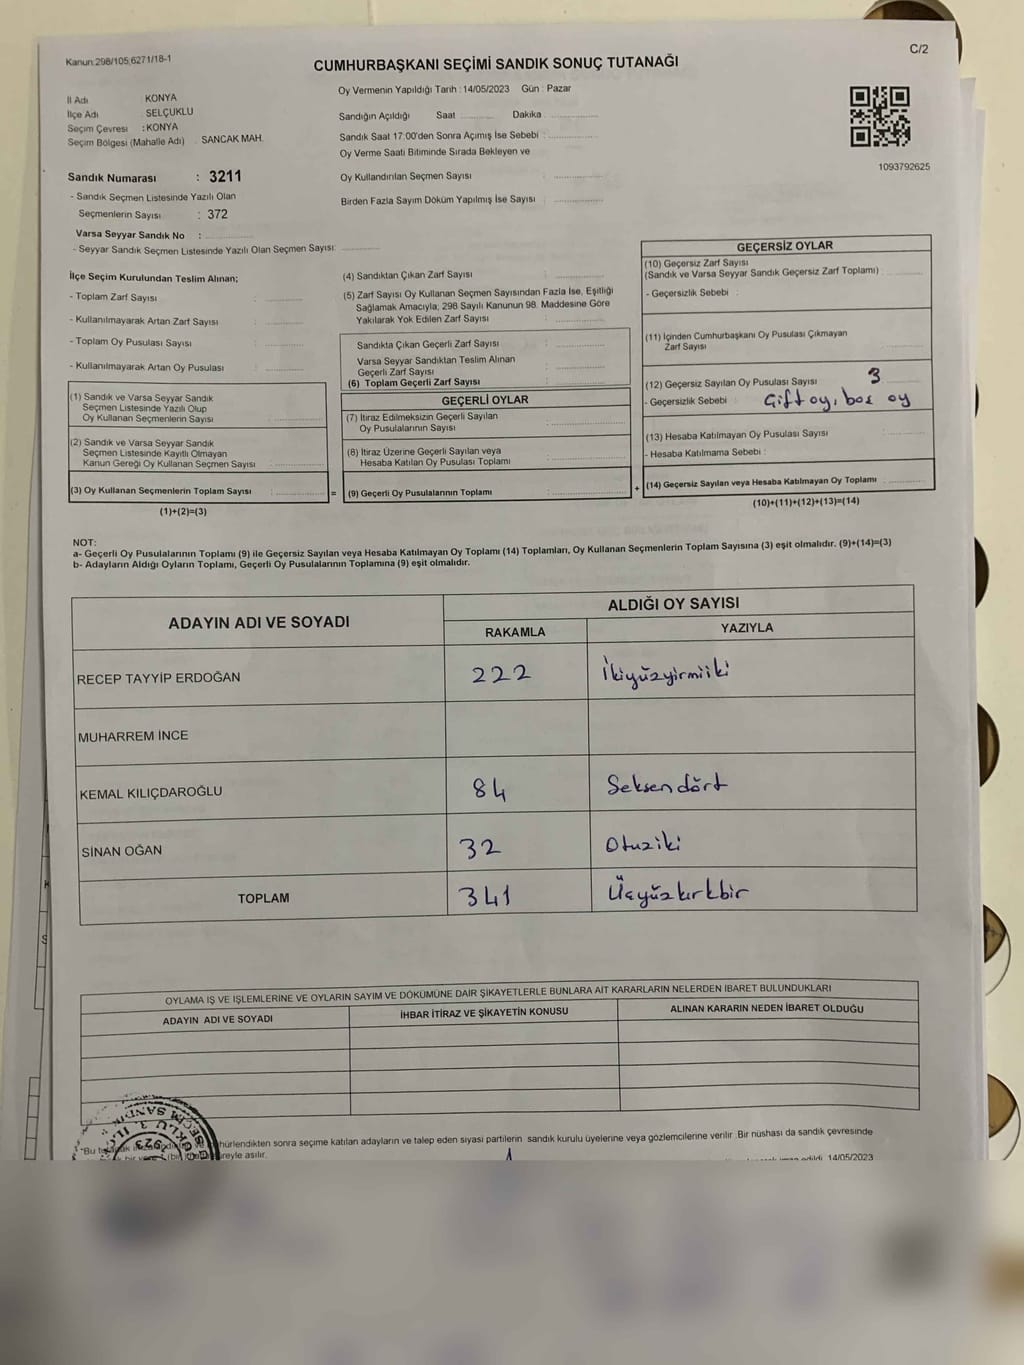 Kanun:298/105;6271/18-1
C/2
CUMHURBAŞKANI SEÇİMİ SANDIK SONUÇ TUTANAĞI
Oy Vermenin Yapıldığı Tarih : 14/05/2023 Gün : Pazar
İl Adı : KONYA
İlçe Adı : SELÇUKLU
Seçim Çevresi : KONYA
Seçim Bölgesi (Mahalle Adı) : SANCAK MAH.
Sandığın Açıldığı Saat ............ Dakika ................
Sandık Saat 17:00'den Sonra Açımış İse Sebebi : ................
Oy Verme Saati Bitiminde Sırada Bekleyen ve
Oy Kullandırılan Seçmen Sayısı : ................
Birden Fazla Sayım Döküm Yapılmış İse Sayısı : ................
1093792625
Sandık Numarası : 3211
- Sandık Seçmen Listesinde Yazılı Olan
Seçmenlerin Sayısı : 372
Varsa Seyyar Sandık No : ................
- Seyyar Sandık Seçmen Listesinde Yazılı Olan Seçmen Sayısı: ............
İlçe Seçim Kurulundan Teslim Alınan;
- Toplam Zarf Sayısı : ................
- Kullanılmayarak Artan Zarf Sayısı : ................
- Toplam Oy Pusulası Sayısı : ................
- Kullanılmayarak Artan Oy Pusulası : ................
(1) Sandık ve Varsa Seyyar Sandık
Seçmen Listesinde Yazılı Olup
Oy Kullanan Seçmenlerin Sayısı : ................
(2) Sandık ve Varsa Seyyar Sandık
Seçmen Listesinde Kayıtlı Olmayan
Kanun Gereği Oy Kullanan Seçmen Sayısı : ................
(3) Oy Kullanan Seçmenlerin Toplam Sayısı : ................
(1)+(2)=(3)
=
(4) Sandıktan Çıkan Zarf Sayısı : ................
(5) Zarf Sayısı Oy Kullanan Seçmen Sayısından Fazla İse, Eşitliği
Sağlamak Amacıyla; 298 Sayılı Kanunun 98. Maddesine Göre
Yakılarak Yok Edilen Zarf Sayısı : ................
Sandıkta Çıkan Geçerli Zarf Sayısı : ................
Varsa Seyyar Sandıktan Teslim Alınan
Geçerli Zarf Sayısı : ................
(6) Toplam Geçerli Zarf Sayısı : ................
GEÇERLİ OYLAR
(7) İtiraz Edilmeksizin Geçerli Sayılan
Oy Pusulalarının Sayısı : ................
(8) İtiraz Üzerine Geçerli Sayılan veya
Hesaba Katılan Oy Pusulası Toplamı : ................
(9) Geçerli Oy Pusulalarının Toplamı : ................
+
GEÇERSİZ OYLAR
(10) Geçersiz Zarf Sayısı
(Sandık ve Varsa Seyyar Sandık Geçersiz Zarf Toplamı) : ............
- Geçersizlik Sebebi :
(11) İçinden Cumhurbaşkanı Oy Pusulası Çıkmayan
Zarf Sayısı : ............
(12) Geçersiz Sayılan Oy Pusulası Sayısı : 3
- Geçersizlik Sebebi : Çift oy, boş oy
(13) Hesaba Katılmayan Oy Pusulası Sayısı : ............
- Hesaba Katılmama Sebebi :
(14) Geçersiz Sayılan veya Hesaba Katılmayan Oy Toplamı : ............
(10)+(11)+(12)+(13)=(14)
NOT:
a- Geçerli Oy Pusulalarının Toplamı (9) ile Geçersiz Sayılan veya Hesaba Katılmayan Oy Toplamı (14) Toplamları, Oy Kullanan Seçmenlerin Toplam Sayısına (3) eşit olmalıdır. (9)+(14)=(3)
b- Adayların Aldığı Oyların Toplamı, Geçerli Oy Pusulalarının Toplamına (9) eşit olmalıdır.
ADAYIN ADI VE SOYADI
ALDIĞI OY SAYISI
RAKAMLA YAZIYLA
RECEP TAYYİP ERDOĞAN 222 İkiyüzyirmiiki
MUHARREM İNCE
KEMAL KILIÇDAROĞLU 84 Seksen dört
SİNAN OĞAN 32 Otuziki
TOPLAM 341 Üçyüzkırkbir
OYLAMA İŞ VE İŞLEMLERİNE VE OYLARIN SAYIM VE DÖKÜMÜNE DAİR ŞİKAYETLERLE BUNLARA AİT KARARLARIN NELERDEN İBARET BULUNDUKLARI
ADAYIN ADI VE SOYADI İHBAR İTİRAZ VE ŞİKAYETİN KONUSU ALINAN KARARIN NEDEN İBARET OLDUĞU
*Bu hürlendikten sonra seçime katılan adayların ve talep eden siyasi partilerin sandık kurulu üyelerine veya gözlemcilerine verilir .Bir nüshası da sandık çevresinde
reyle asılır. edildi. 14/05/2023